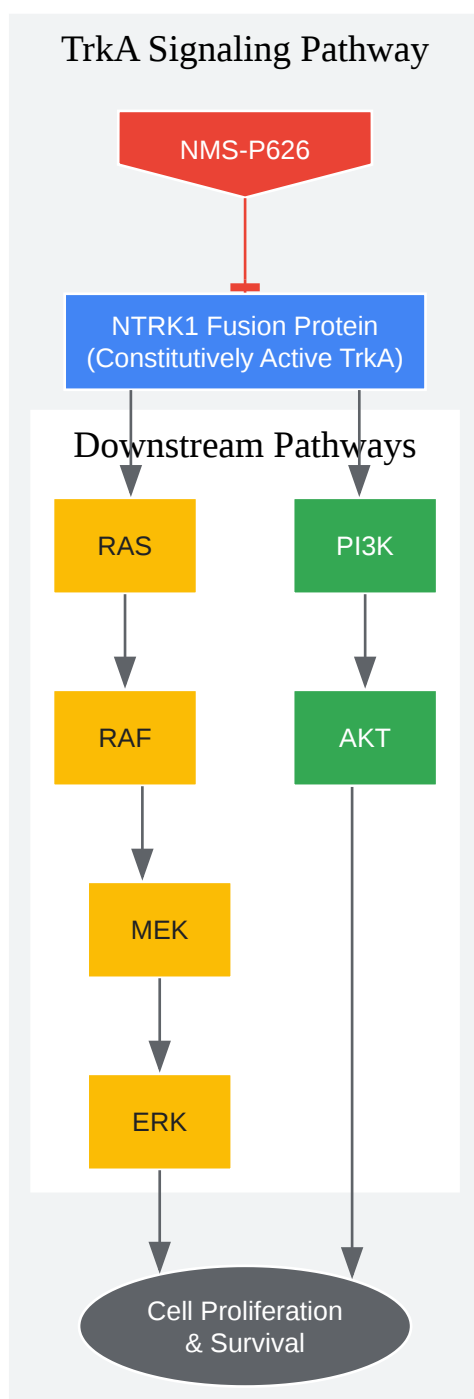 TrkA Signaling Pathway
NMS-P626
NTRK1 Fusion Protein
(Constitutively Active TrkA)
Downstream Pathways
RAS
PI3K
RAF
AKT
MEK
ERK
Cell Proliferation
& Survival